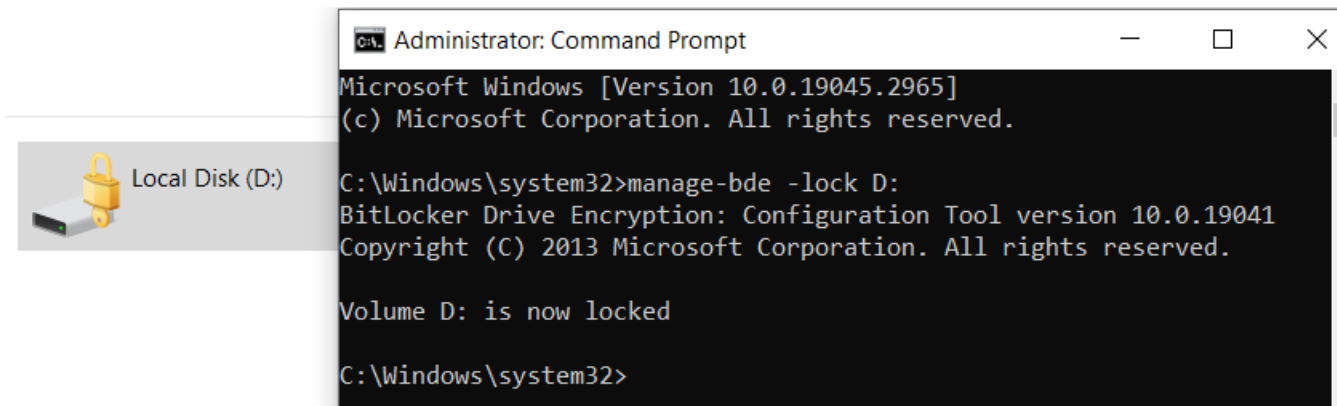 Administrator: Command Prompt
Microsoft Windows [Version 10.0.19045.2965]
(c) Microsoft Corporation. All rights reserved.
Local Disk (D:)
C:\Windows\system32>manage-bde -lock D:
BitLocker Drive Encryption: Configuration Tool version 10.0.19041
Copyright (C) 2013 Microsoft Corporation. All rights reserved.
Volume D: is now locked
C:\Windows\system32>